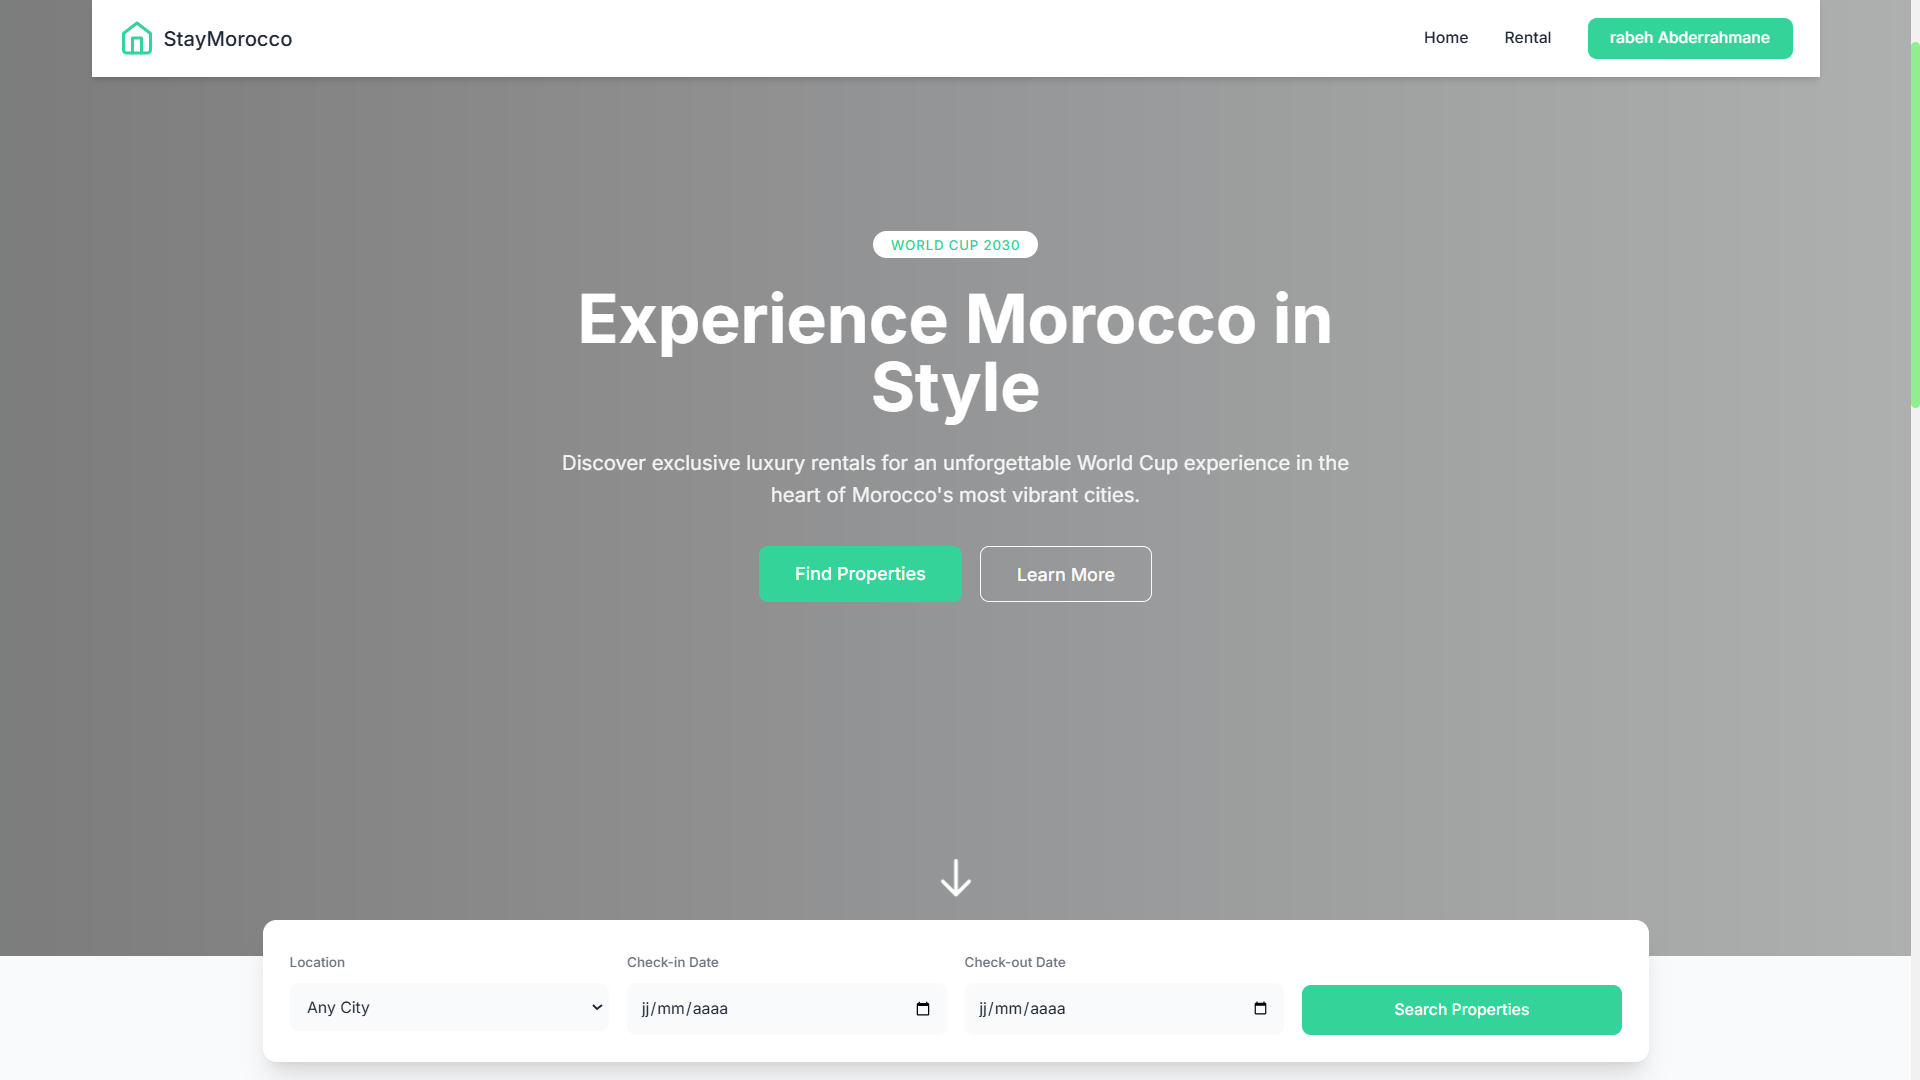 StayMorocco
Home
Rental
rabeh Abderrahmane
WORLD CUP 2030
Experience Morocco in
Style
Discover exclusive luxury rentals for an unforgettable World Cup experience in the
heart of Morocco's most vibrant cities.
Find Properties
Learn More
Location
Check-in Date
Check-out Date
Any City
jj/mm/aaaa
jj/mm/aaaa
Search Properties